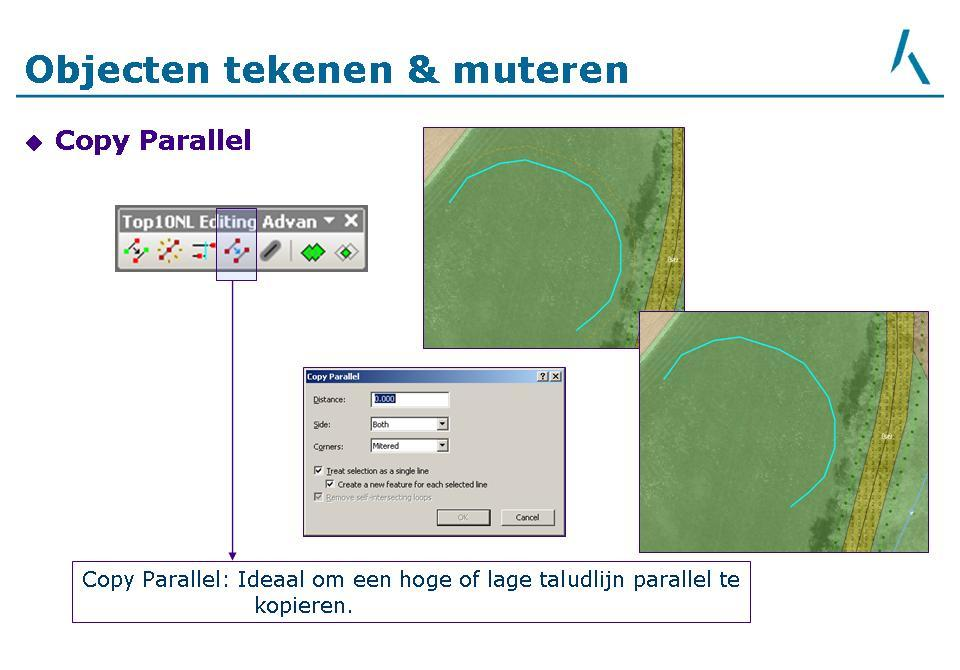 Objecten tekenen & muteren
Copy Parallel
Top10NL Editing Advan
Copy Parallel
Distance: 0.000
Side: Both
Corners: Mitered
Treat selection as a single line
Create a new feature for each selected line
Remove self-intersecting loops
OK Cancel
Copy Parallel: Ideaal om een hoge of lage taludlijn parallel te
kopieren.